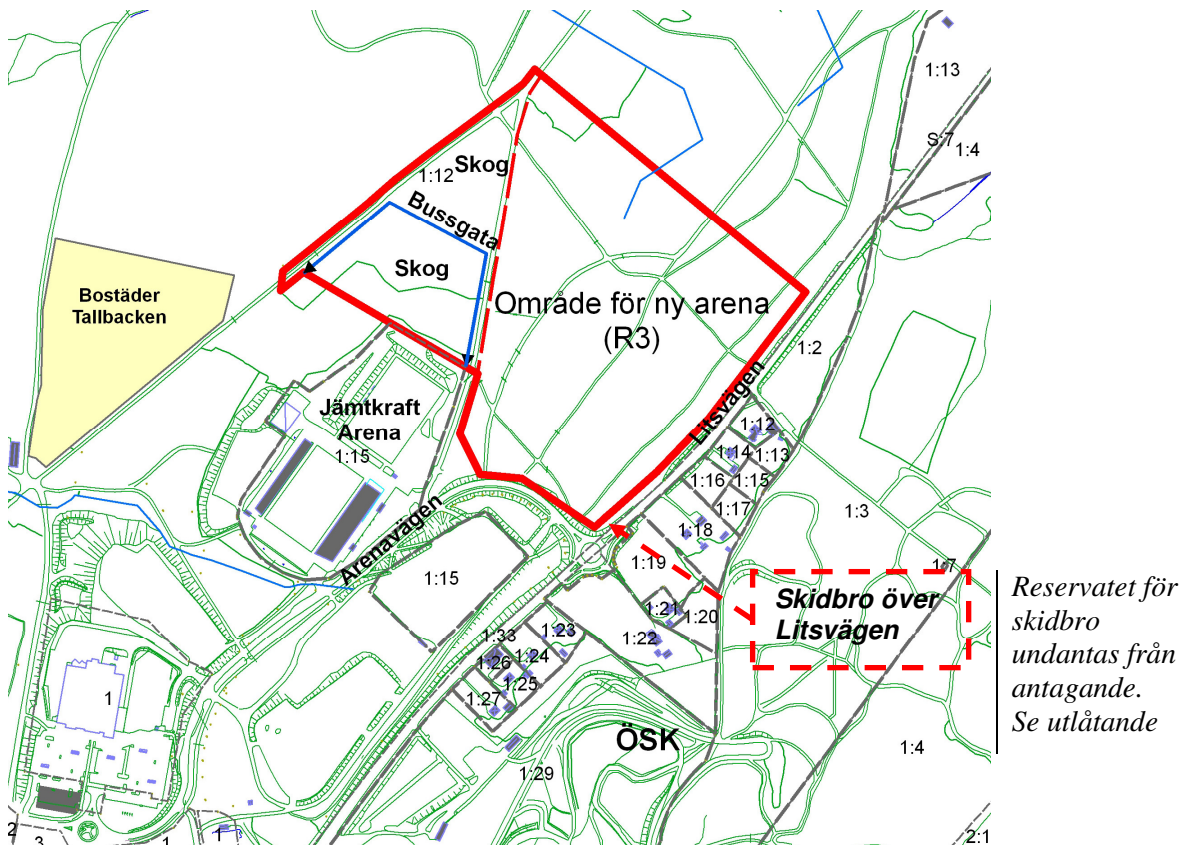 1:13
S:7
1:4
Skog
1:12
Bussgata
Skog
Bostäder
Tallbacken
Område för ny arena
(R3)
1:2
Litsvägen
Jämtkraft
Arena
1:15
1:12
1:14
1:13
1:16
1:15
1:17
1:18
1:3
Arenavägen
1:15
1:19
1:7
1:21
1:20
1:22
Skidbro över
Litsvägen
Reservatet för
skidbro
undantas från
antagande.
Se utlåtande
1:33
1:23
1:26
1:24
1:25
1:27
1
ÖSK
1:4
1:29
2
3
1
1
2:1